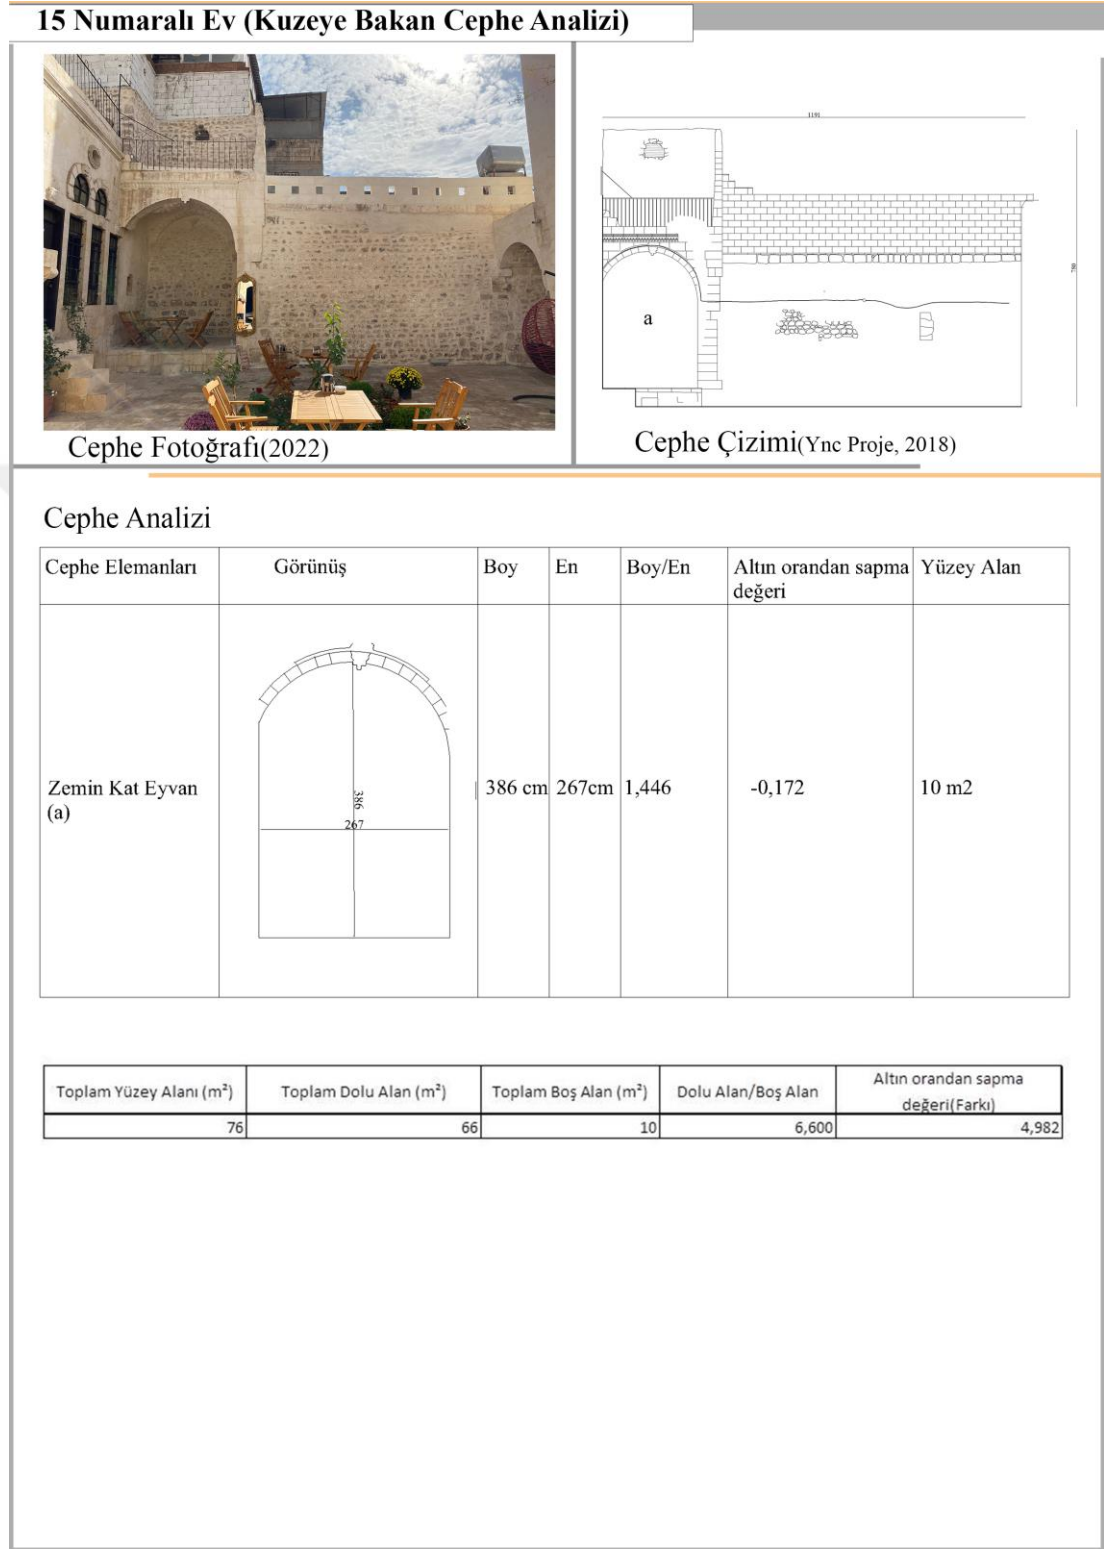 15 Numaralı Ev (Kuzeye Bakan Cephe Analizi)
Cephe Fotoğrafı(2022)
1191
780
a
Cephe Çizimi(Ync Proje, 2018)
Cephe Analizi
Cephe Elemanları Görünüş Boy En Boy/En Altın orandan sapma değeri Yüzey Alan
Zemin Kat Eyvan (a) 386 cm 267cm 1,446 -0,172 10 m2
386
267
Toplam Yüzey Alanı (m²) Toplam Dolu Alan (m²) Toplam Boş Alan (m²) Dolu Alan/Boş Alan Altın orandan sapma değeri(Farkı)
76 66 10 6,600 4,982